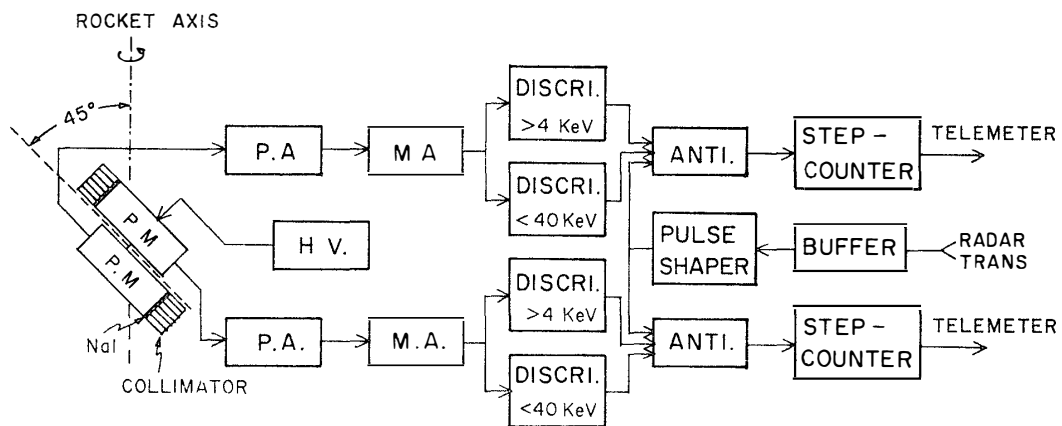 ROCKET AXIS
45°
P.A
M A
DISCRI.
>4 KeV
DISCRI.
<40 KeV
ANTI.
STEP-
COUNTER
TELEMETER
P M
P.M
H V.
PULSE
SHAPER
BUFFER
RADAR
TRANS
NaI
COLLIMATOR
P.A.
M.A.
DISCRI.
>4 KeV
DISCRI.
<40 KeV
ANTI.
STEP-
COUNTER
TELEMETER